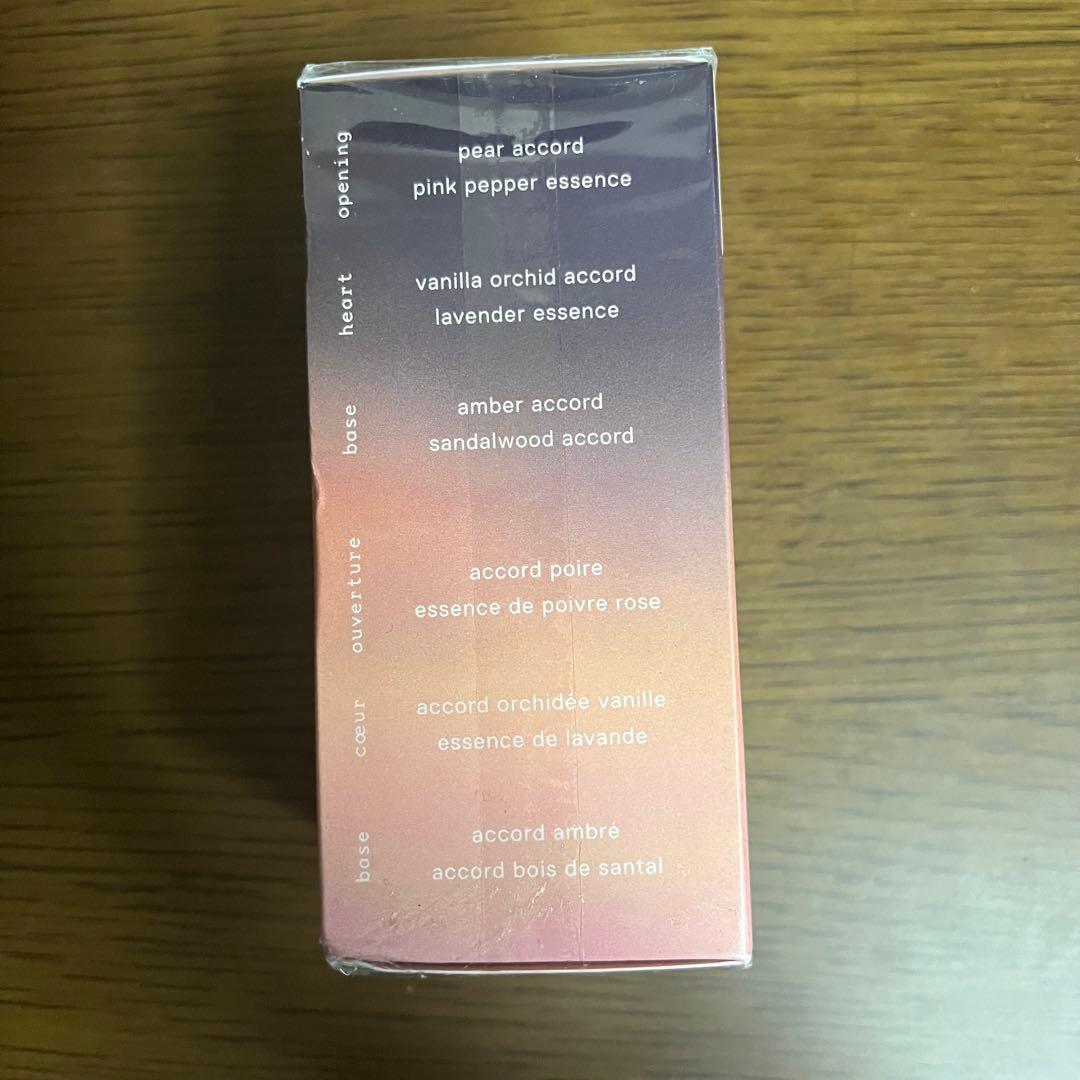 opening
pear accord
pink pepper essence
heart
vanilla orchid accord
lavender essence
base
amber accord
sandalwood accord
ouverture
accord poire
essence de poivre rose
cœur
accord orchidée vanille
essence de lavande
base
accord ambré
accord bois de santal